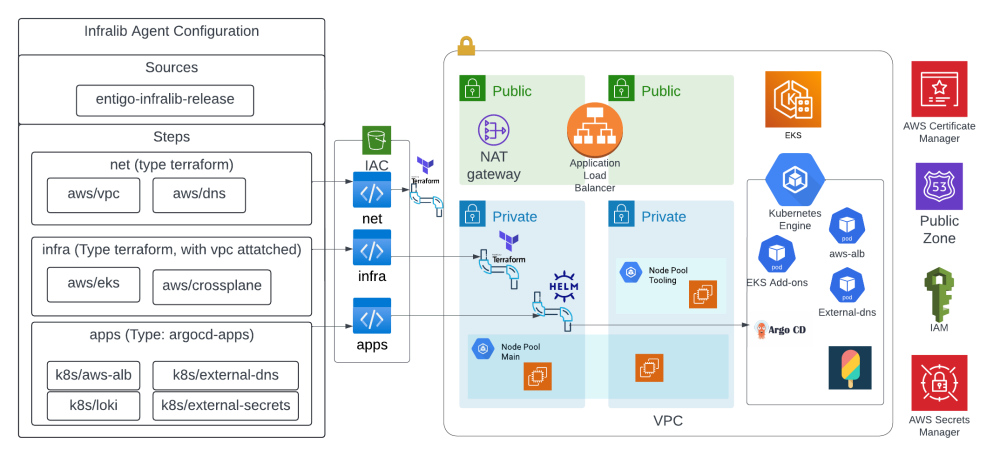 Infralib Agent Configuration
Sources
entigo-infralib-release
Steps
net (type terraform)
aws/vpc
aws/dns
infra (Type terraform, with vpc attatched)
aws/eks
aws/crossplane
apps (Type: argocd-apps)
k8s/aws-alb
k8s/external-dns
k8s/loki
k8s/external-secrets
IAC
net
infra
apps
Terraform
Public
Public
NAT
gateway
Application
Load
Balancer
Private
Private
Terraform
HELM
Node Pool
Tooling
Node Pool
Main
VPC
EKS
Kubernetes
Engine
pod
aws-alb
EKS Add-ons
pod
External-dns
Argo CD
AWS Certificate
Manager
53
Public
Zone
IAM
AWS Secrets
Manager